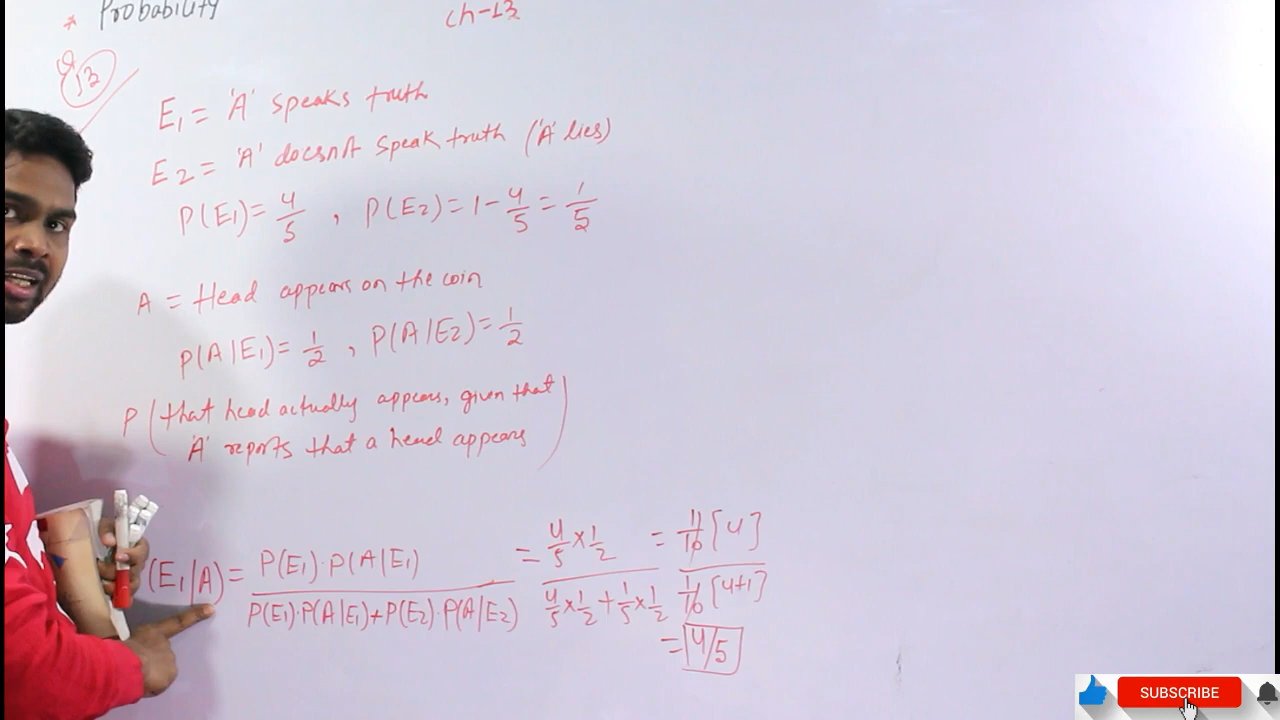 * Probability
ch-13
Q 13
E1 = 'A' speaks truth
E2 = 'A' doesn't speak truth ('A' lies)
P(E1) = 4/5 , P(E2) = 1 - 4/5 = 1/5
A = Head appears on the coin
P(A|E1) = 1/2 , P(A|E2) = 1/2
P (that head actually appears, given that
'A' reports that a head appears)
(E1|A) = P(E1)·P(A|E1) / P(E1)·P(A|E1)+P(E2)·P(A|E2) = 4/5 × 1/2 / 4/5 × 1/2 + 1/5 × 1/2 = 1/10 [4] / 1/10 [4+1]
= 4/5
SUBSCRIBE